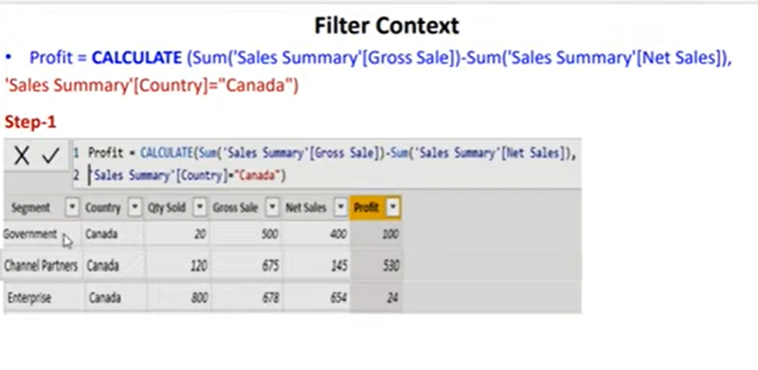 Filter Context
• Profit = CALCULATE (Sum('Sales Summary'[Gross Sale])-Sum('Sales Summary'[Net Sales]),
'Sales Summary'[Country]="Canada")
Step-1
1 Profit = CALCULATE(Sum('Sales Summary'[Gross Sale])-Sum('Sales Summary'[Net Sales]),
2 'Sales Summary'[Country]="Canada")
Segment Country Qty Sold Gross Sale Net Sales Profit
Government Canada 20 500 400 100
Channel Partners Canada 120 675 145 530
Enterprise Canada 800 678 654 24